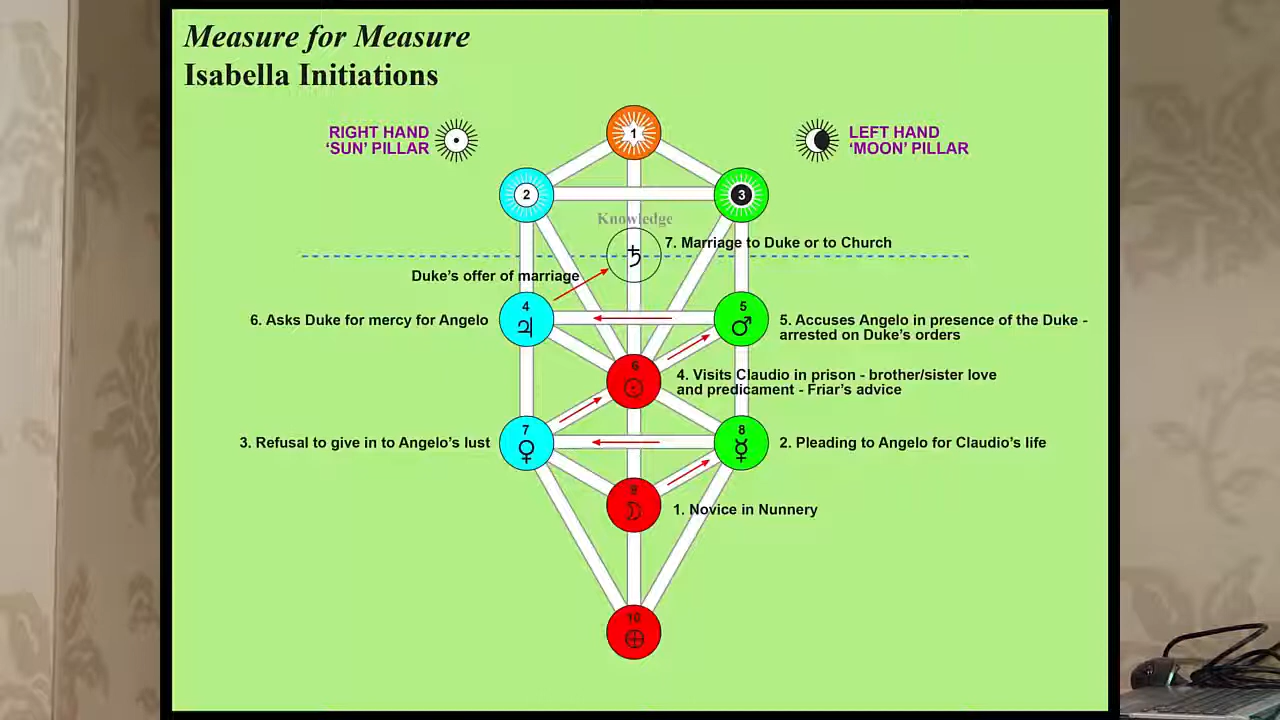 Measure for Measure
Isabella Initiations
RIGHT HAND
‘SUN’ PILLAR
LEFT HAND
‘MOON’ PILLAR
1
2
3
Knowledge
7. Marriage to Duke or to Church
Duke’s offer of marriage
4
5
6. Asks Duke for mercy for Angelo
5. Accuses Angelo in presence of the Duke -
arrested on Duke’s orders
6
4. Visits Claudio in prison - brother/sister love
and predicament - Friar’s advice
7
8
3. Refusal to give in to Angelo’s lust
2. Pleading to Angelo for Claudio’s life
9
1. Novice in Nunnery
10